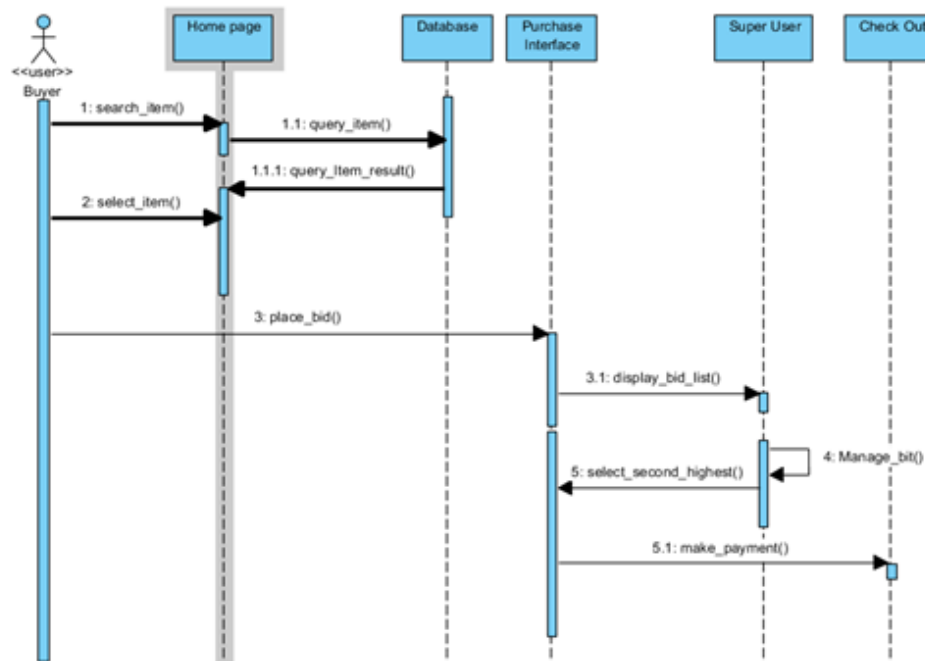 Home page
Database
Purchase
Interface
Super User
Check Out
<<user>>
Buyer
1: search_item()
1.1: query_item()
1.1.1: query_Item_result()
2: select_item()
3: place_bid()
3.1: display_bid_list()
4: Manage_bit()
5: select_second_highest()
5.1: make_payment()